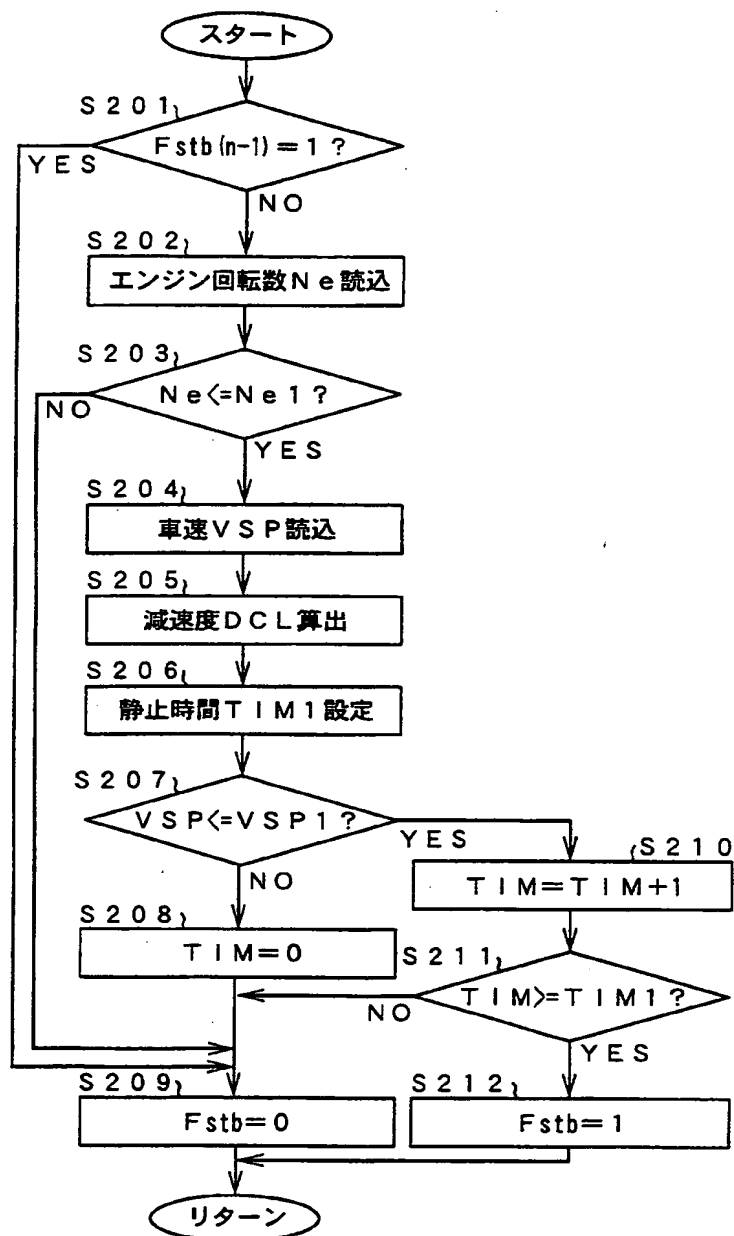 スタート
S201
Fstb(n-1)=1?
YES
NO
S202
エンジン回転数Ne読込
S203
Ne<=Ne1?
NO
YES
S204
車速VSP読込
S205
減速度DCL算出
S206
静止時間TIM1設定
S207
VSP<=VSP1?
YES
NO
S210
TIM=TIM+1
S208
TIM=0
S211
TIM>=TIM1?
NO
YES
S209
Fstb=0
S212
Fstb=1
リターン